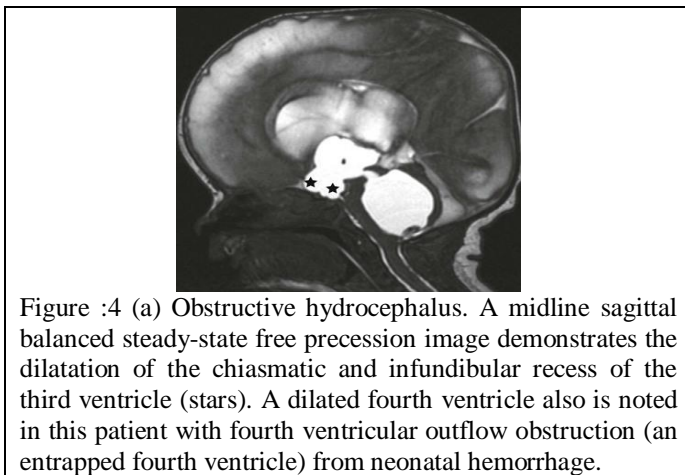 Figure :4 (a) Obstructive hydrocephalus. A midline sagittal
balanced steady-state free precession image demonstrates the
dilatation of the chiasmatic and infundibular recess of the
third ventricle (stars). A dilated fourth ventricle also is noted
in this patient with fourth ventricular outflow obstruction (an
entrapped fourth ventricle) from neonatal hemorrhage.